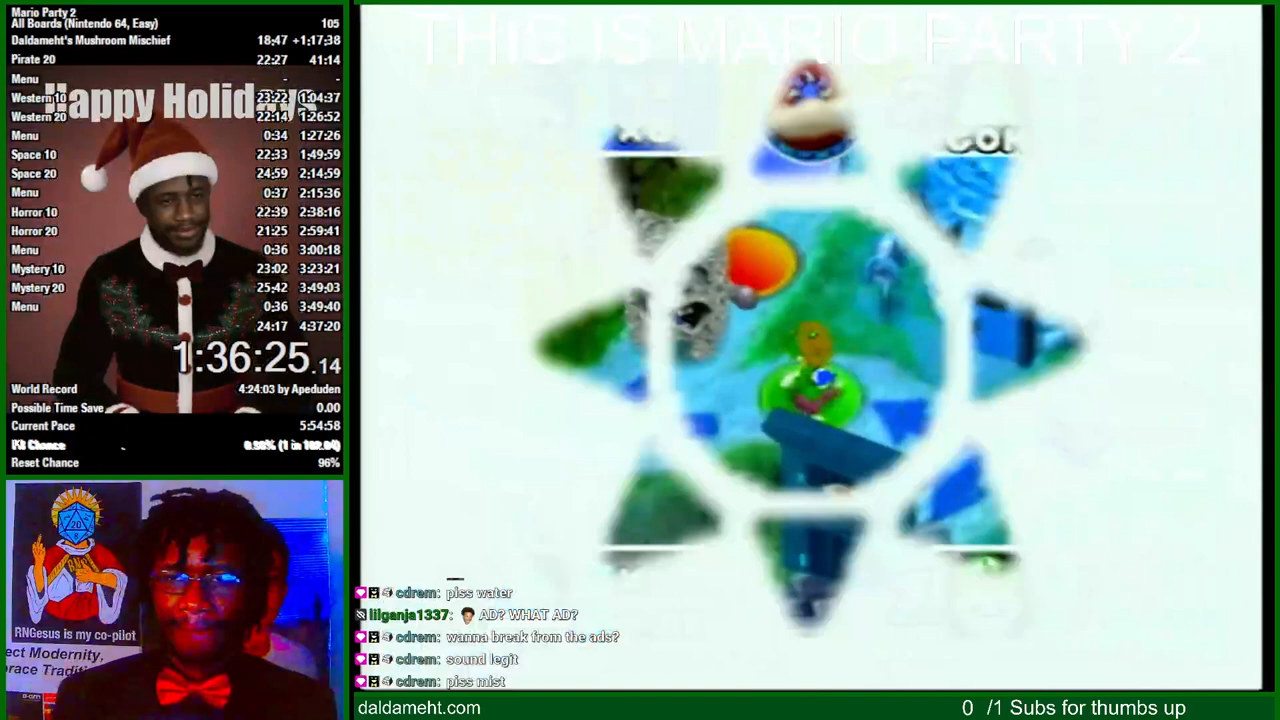 Mario Party 2
All Boards (Nintendo 64, Easy) 105
Daldameht's Mushroom Mischief 18:47 +1:17:38
Pirate 20 22:27 41:14
Menu - -
Happy Holidays
Western 10 23:22 1:04:37
Western 20 22:14 1:26:52
Menu 0:34 1:27:26
Space 10 22:33 1:49:59
Space 20 24:59 2:14:59
Menu 0:37 2:15:36
Horror 10 22:39 2:38:16
Horror 20 21:25 2:59:41
Menu 0:36 3:00:18
Mystery 10 23:02 3:23:21
Mystery 20 25:42 3:49:03
Menu 0:36 3:49:40
24:17 4:37:20
1:36:25.14
World Record 4:24:03 by Apeduden
Possible Time Save 0.00
Current Pace 5:54:58
Reset Chance 96%
20
RNGesus is my co-pilot
THIS IS MARIO PARTY 2
cdrem: piss water
lilganja1337: AD? WHAT AD?
cdrem: wanna break from the ads?
cdrem: sound legit
cdrem: piss mist
daldameht.com
0 /1 Subs for thumbs up